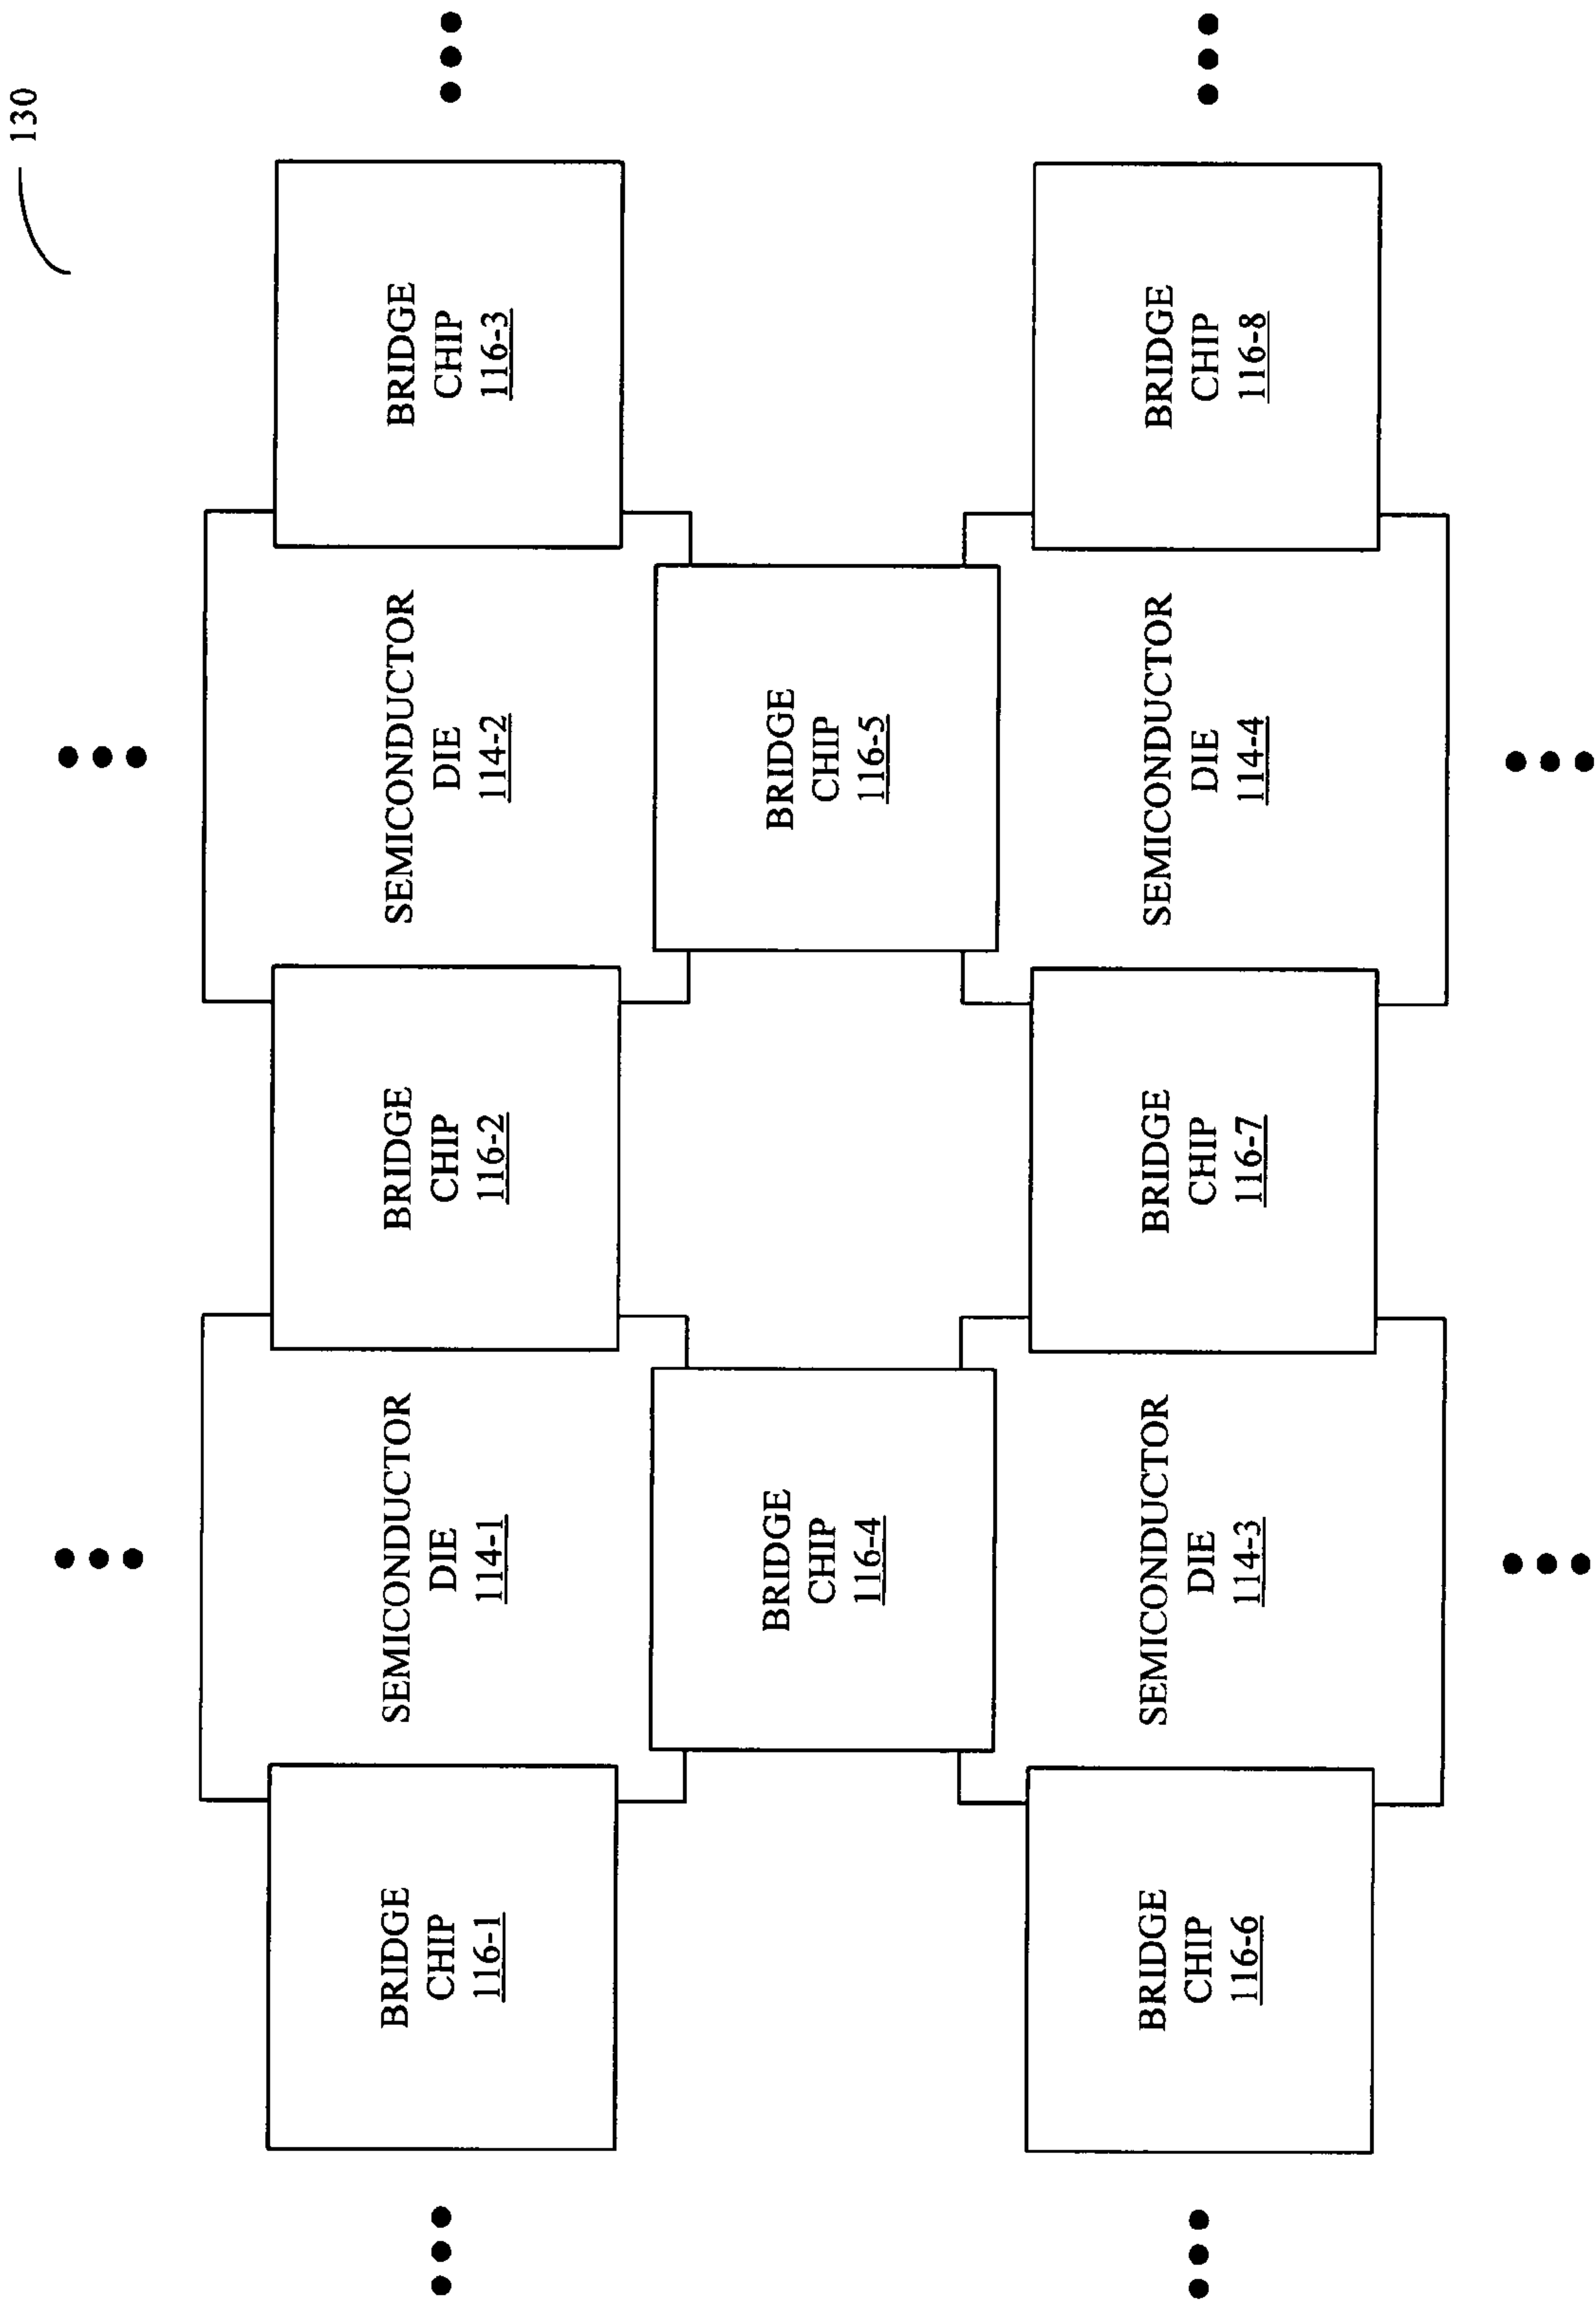 130
BRIDGE
CHIP
116-1
SEMICONDUCTOR
DIE
114-1
BRIDGE
CHIP
116-2
SEMICONDUCTOR
DIE
114-2
BRIDGE
CHIP
116-3
BRIDGE
CHIP
116-4
BRIDGE
CHIP
116-5
BRIDGE
CHIP
116-6
SEMICONDUCTOR
DIE
114-3
BRIDGE
CHIP
116-7
SEMICONDUCTOR
DIE
114-4
BRIDGE
CHIP
116-8